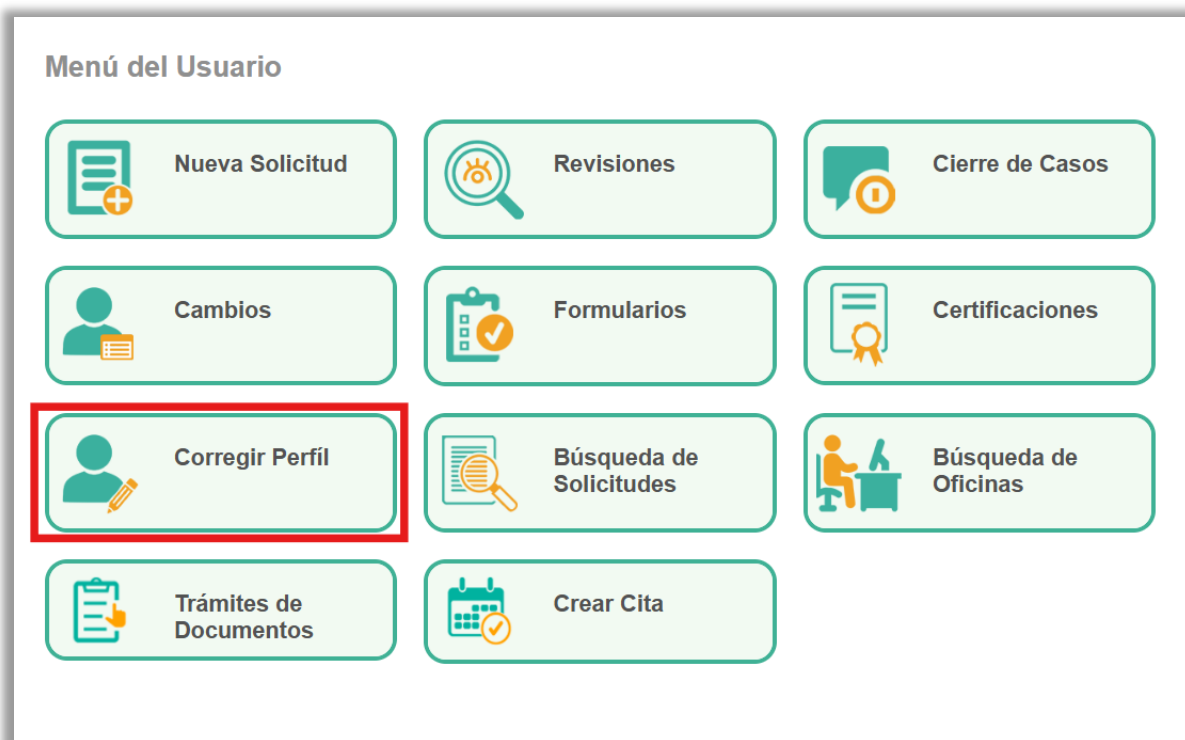 Menú del Usuario
Nueva Solicitud
Revisiones
Cierre de Casos
Cambios
Formularios
Certificaciones
Corregir Perfíl
Búsqueda de
Solicitudes
Búsqueda de
Oficinas
Trámites de
Documentos
Crear Cita